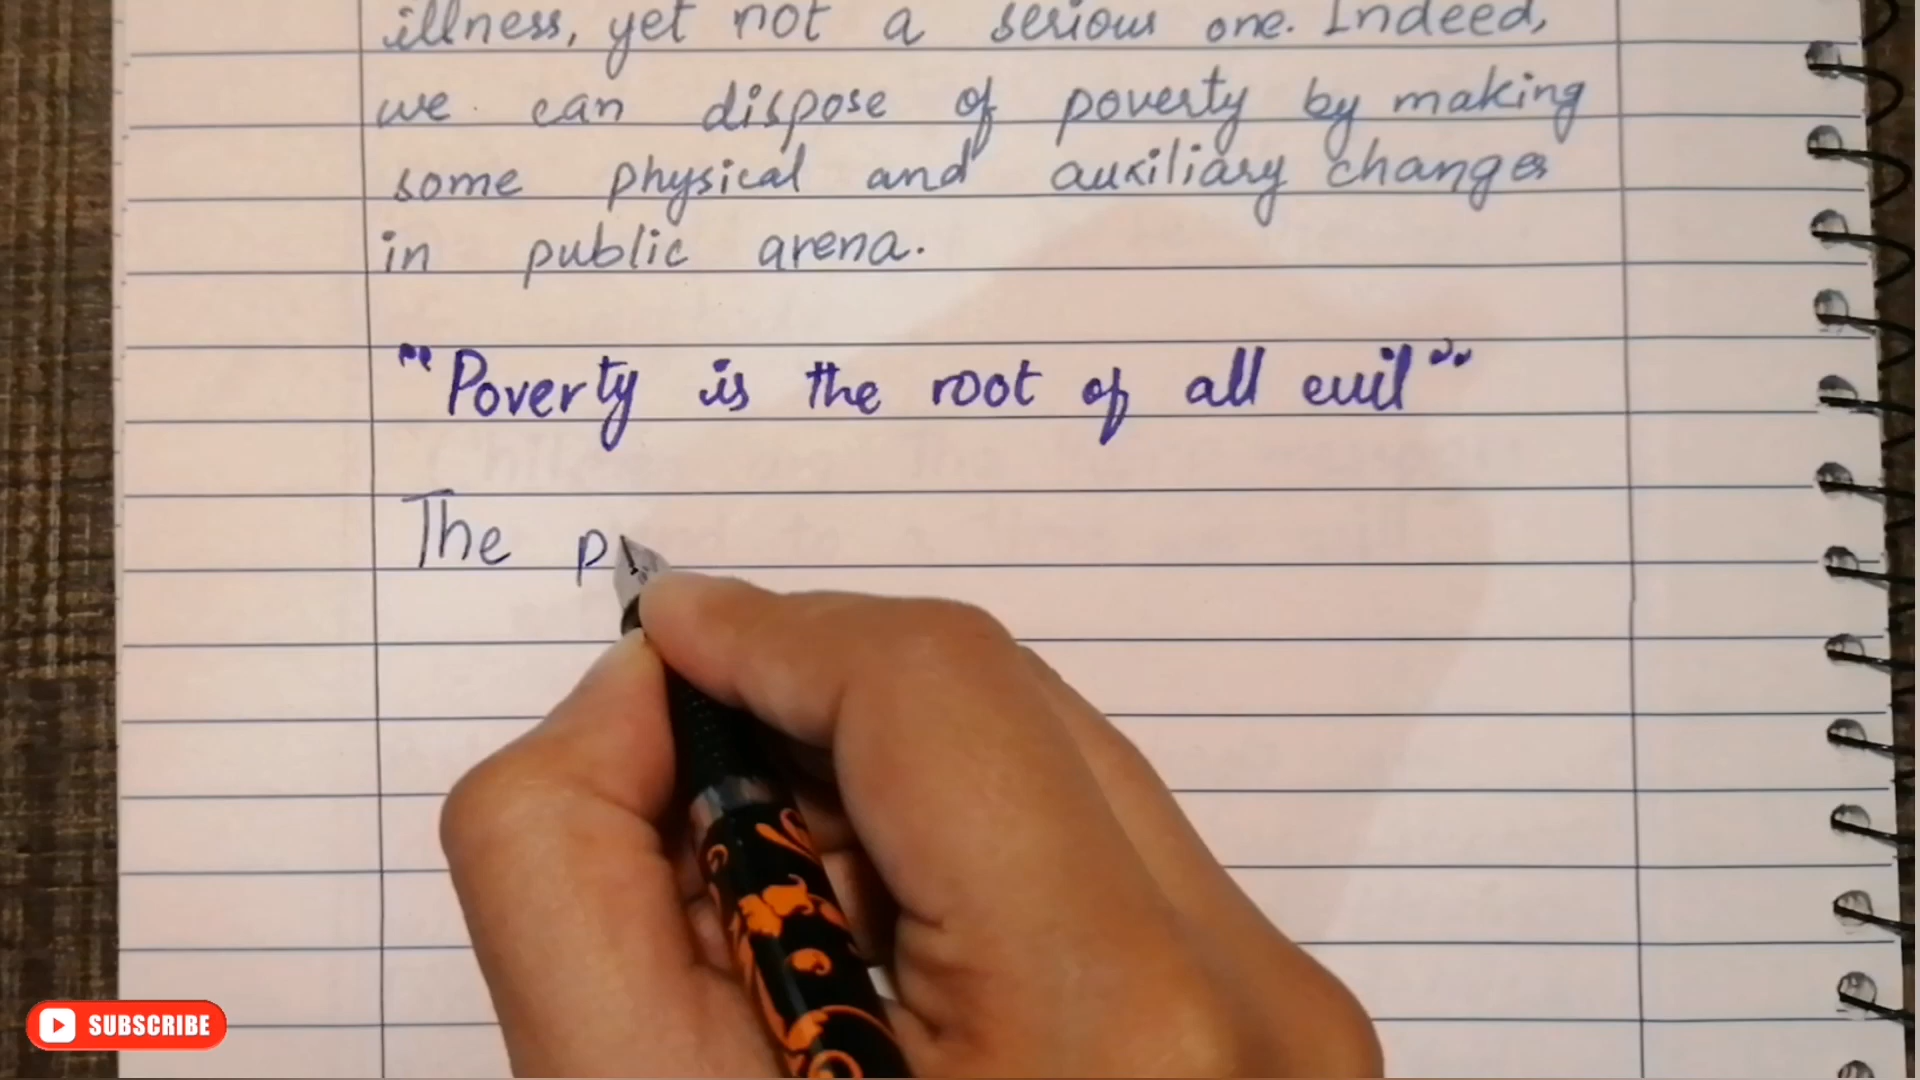 illness, yet not a serious one. Indeed,
we can dispose of poverty by making
some physical and auxiliary changes
in public arena.
"Poverty is the root of all evil"
The p
SUBSCRIBE